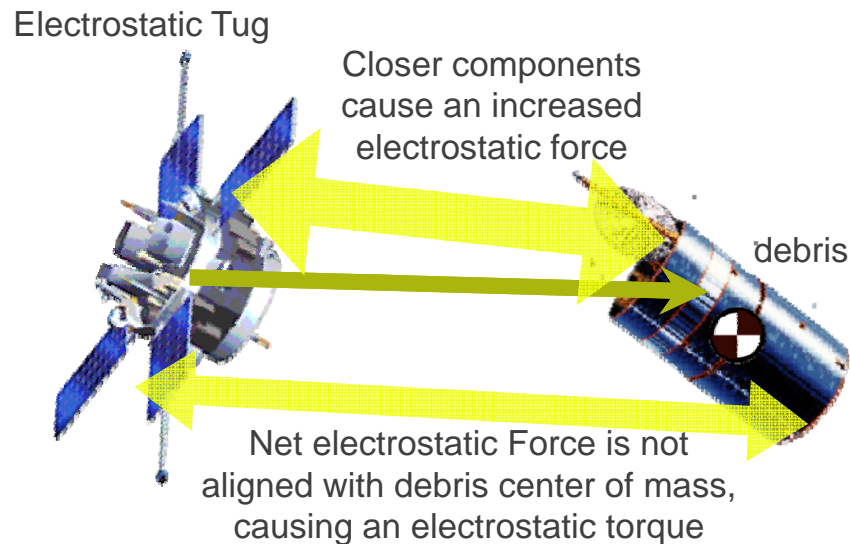 Electrostatic Tug
Closer components
cause an increased
electrostatic force
debris
Net electrostatic Force is not
aligned with debris center of mass,
causing an electrostatic torque